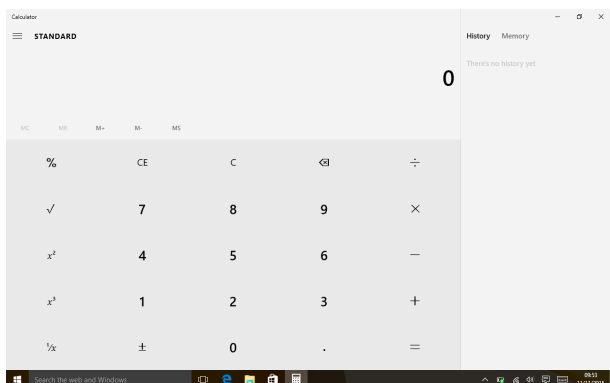 Calculator
STANDARD
History Memory
There's no history yet
0
MC MR M+ M- MS
% CE C ÷
√ 7 8 9 ×
x² 4 5 6 −
x³ 1 2 3 +
¹/x ± 0 . =
Search the web and Windows
09:53